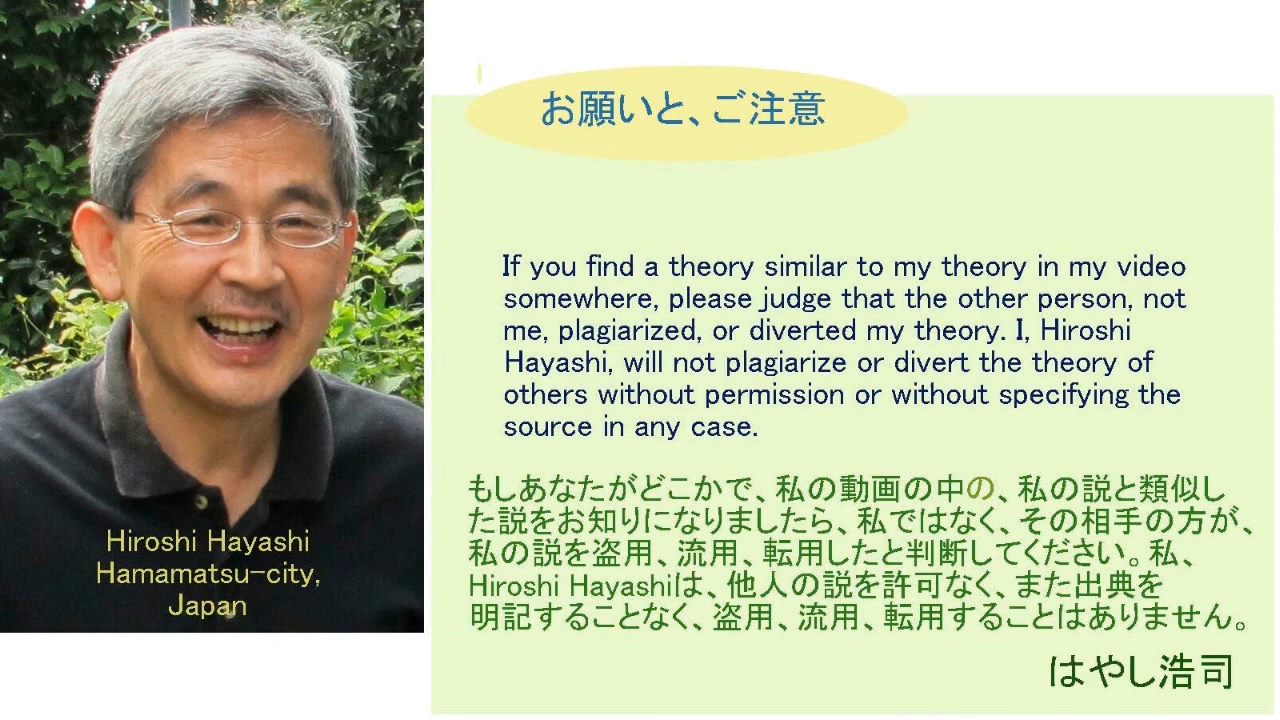 お願いと、ご注意
If you find a theory similar to my theory in my video
somewhere, please judge that the other person, not
me, plagiarized, or diverted my theory. I, Hiroshi
Hayashi, will not plagiarize or divert the theory of
others without permission or without specifying the
source in any case.
もしあなたがどこかで、私の動画の中の、私の説と類似し
た説をお知りになりましたら、私ではなく、その相手の方が、
私の説を盗用、流用、転用したと判断してください。私、
Hiroshi Hayashiは、他人の説を許可なく、また出典を
明記することなく、盗用、流用、転用することはありません。
はやし浩司
Hiroshi Hayashi
Hamamatsu-city,
Japan